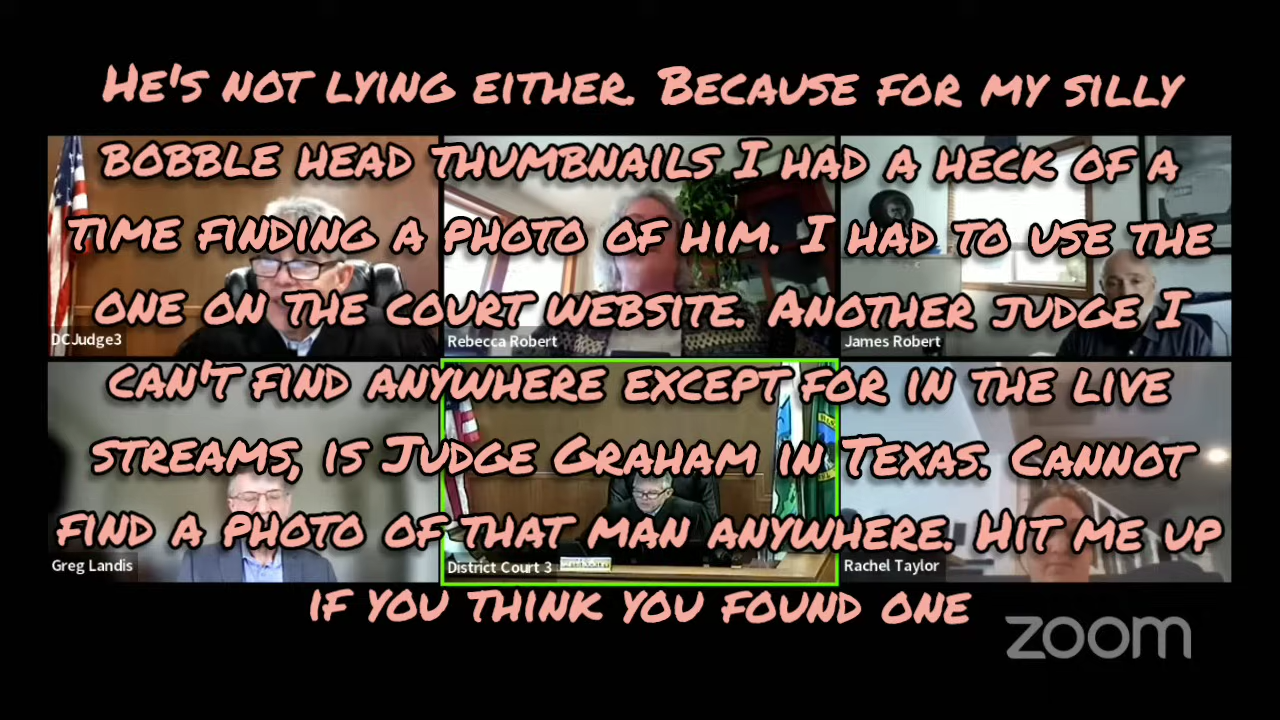 He's not lying either. Because for my silly
bobble head thumbnails I had a heck of a
time finding a photo of him. I had to use the
one on the court website. Another judge I
can't find anywhere except for in the live
streams, is Judge Graham in Texas. Cannot
find a photo of that man anywhere. Hit me up
if you think you found one
DCJudge3
Rebecca Robert
James Robert
Greg Landis
District Court 3
Rachel Taylor
zoom